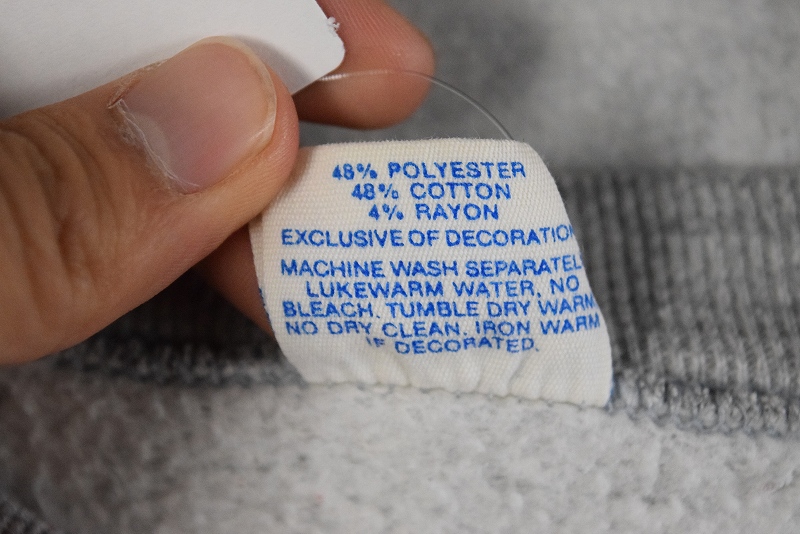 48% POLYESTER
48% COTTON
4% RAYON
EXCLUSIVE OF DECORATION
MACHINE WASH SEPARATEL
LUKEWARM WATER, NO
BLEACH. TUMBLE DRY WARM
NO DRY CLEAN. IRON WARM
IF DECORATED.